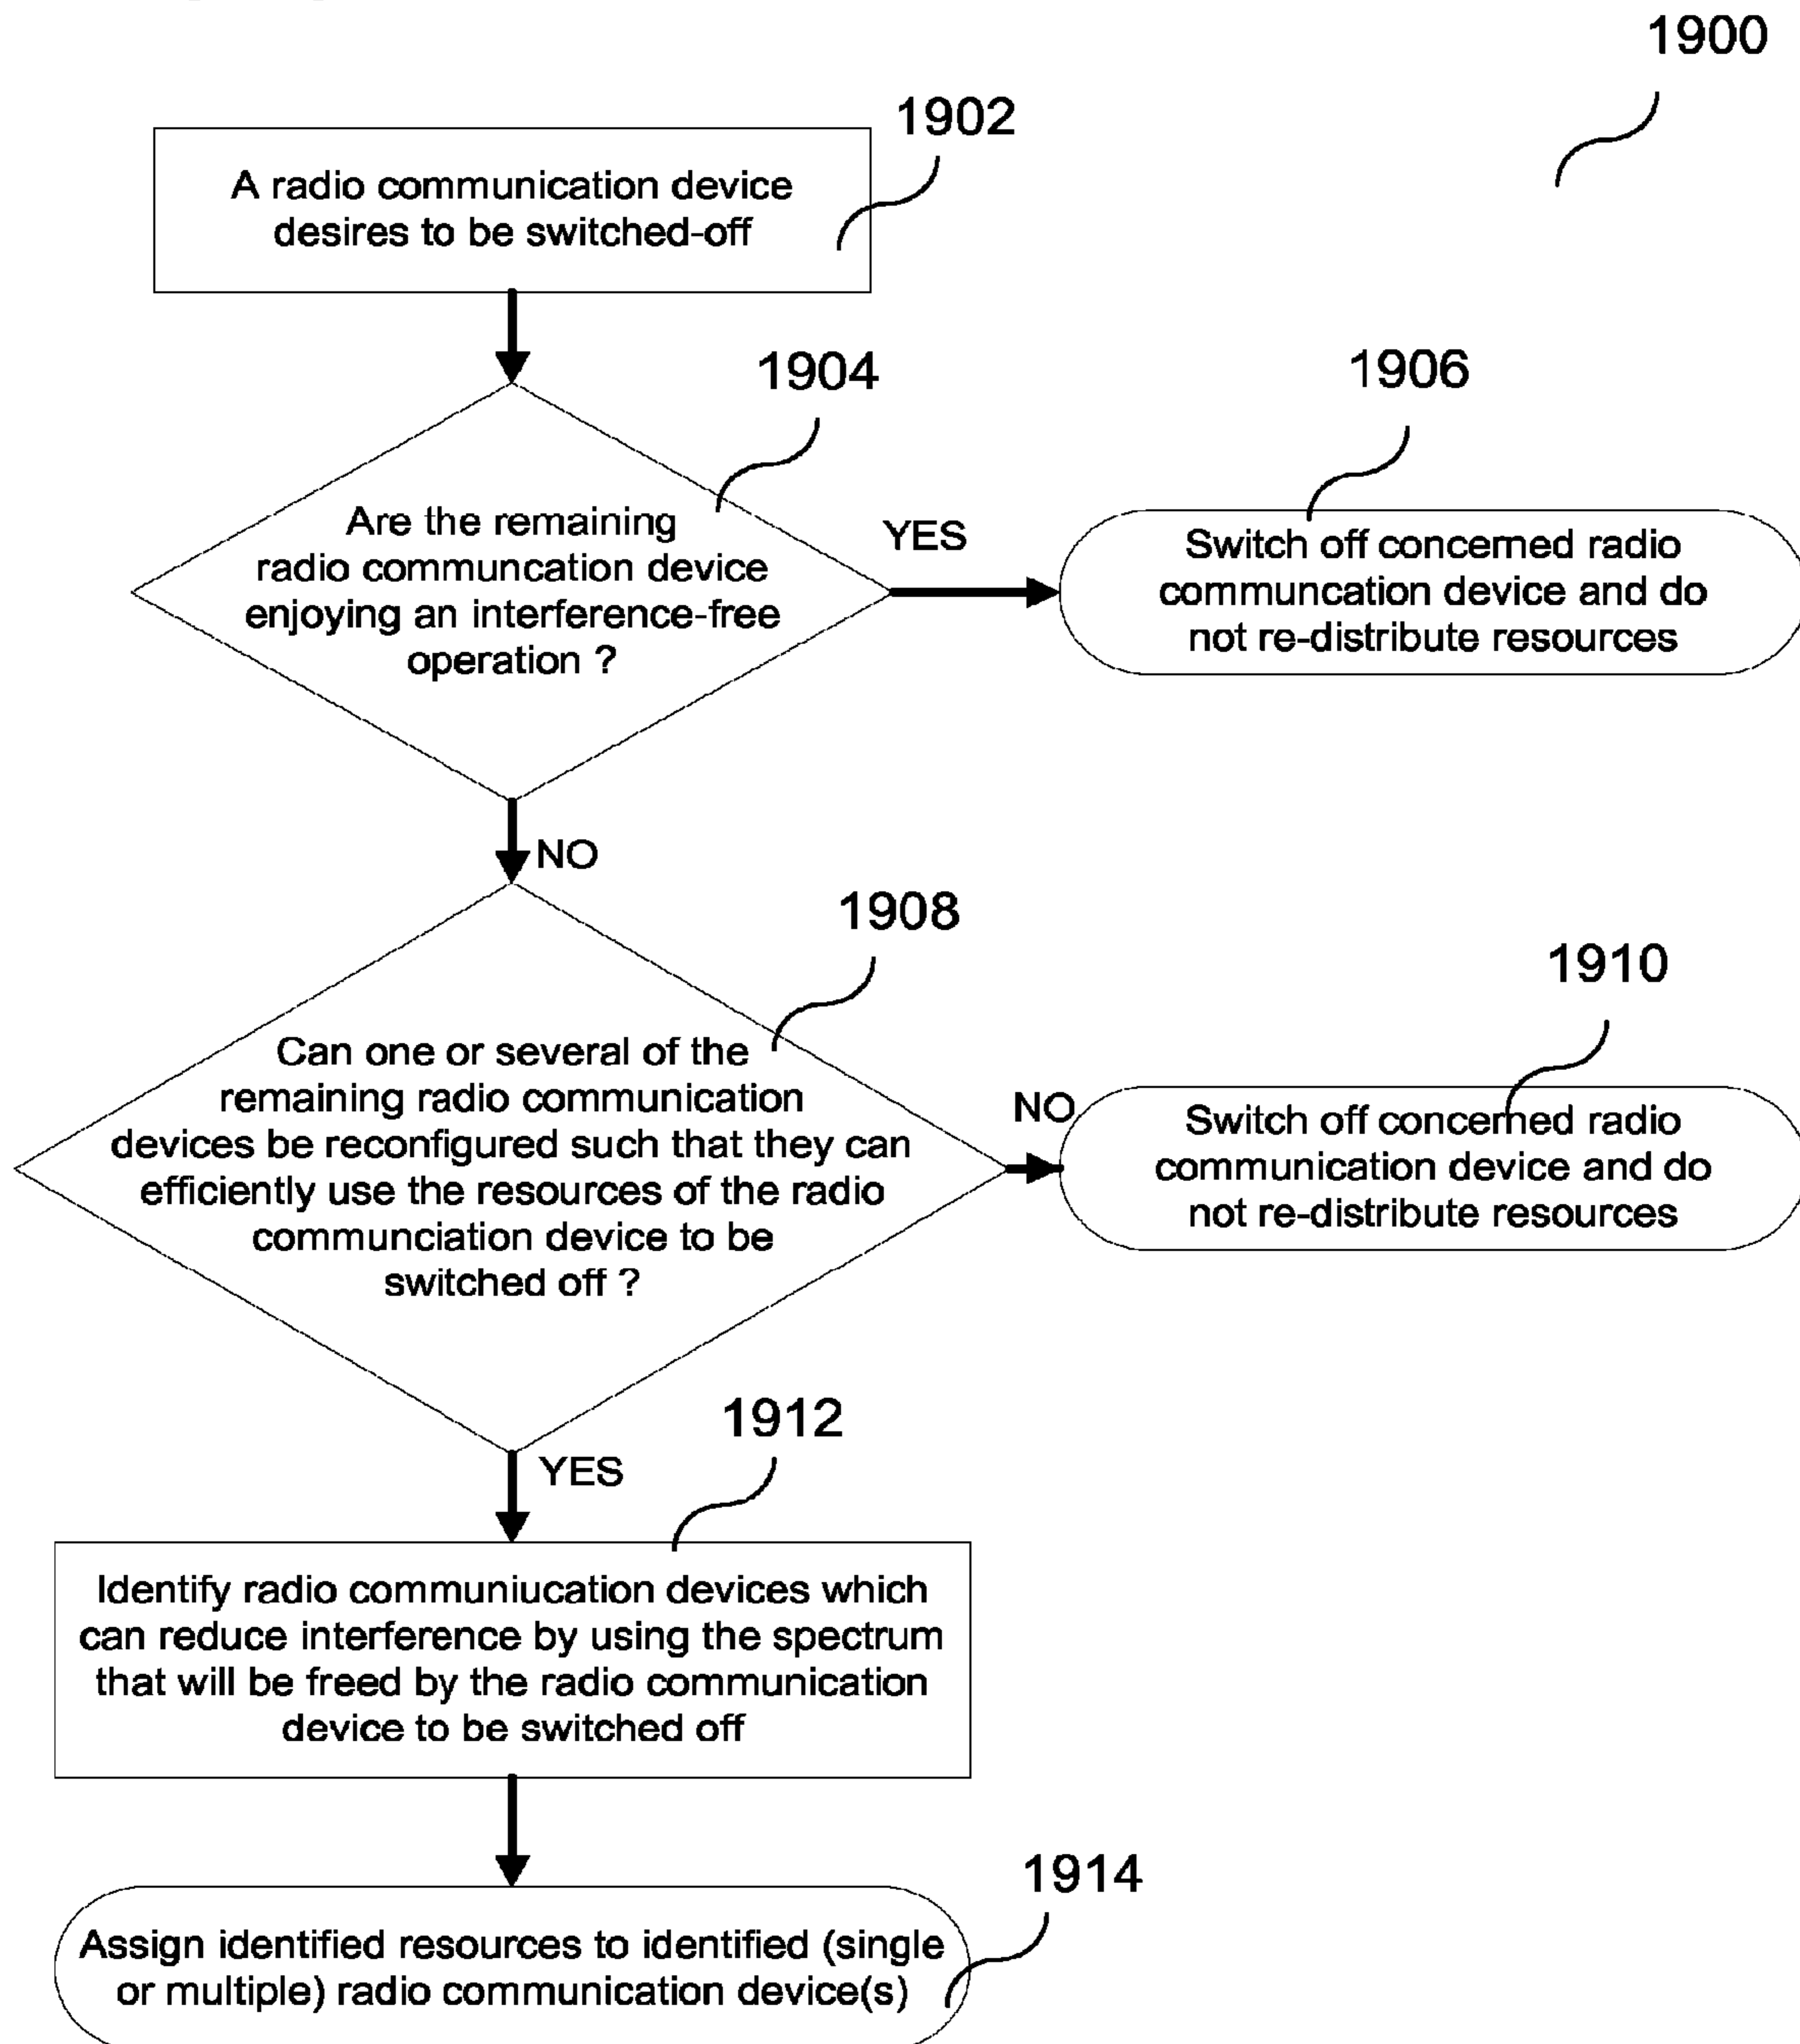 1900
1902
A radio communication device
desires to be switched-off
1904
Are the remaining
radio communcation device
enjoying an interference-free
operation ?
YES
1906
Switch off concerned radio
communcation device and do
not re-distribute resources
NO
1908
Can one or several of the
remaining radio communication
devices be reconfigured such that they can
efficiently use the resources of the radio
communciation device to be
switched off ?
NO
1910
Switch off concerned radio
communication device and do
not re-distribute resources
YES
1912
Identify radio communiucation devices which
can reduce interference by using the spectrum
that will be freed by the radio communication
device to be switched off
1914
Assign identified resources to identified (single
or multiple) radio communication device(s)